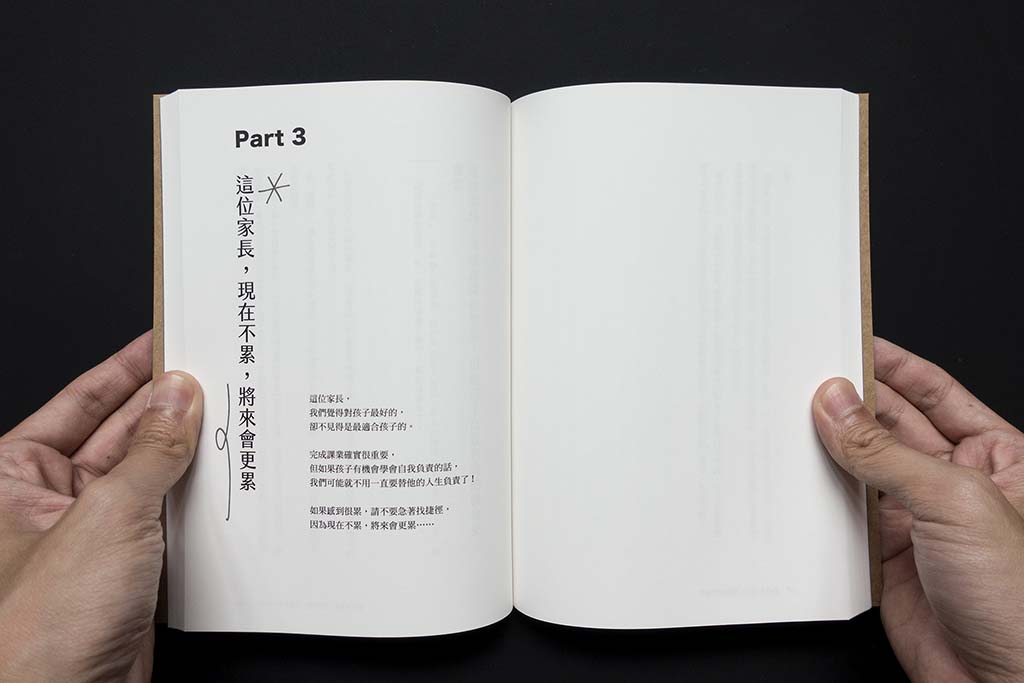 Part 3
這位家長，現在不累，將來會更累
這位家長，
我們覺得對孩子最好的，
卻不見得是最適合孩子的。
完成課業確實很重要，
但如果孩子有機會學會自我負責的話，
我們可能就不用一直要替他的人生負責了！
如果感到很累，請不要急著找捷徑，
因為現在不累，將來會更累……